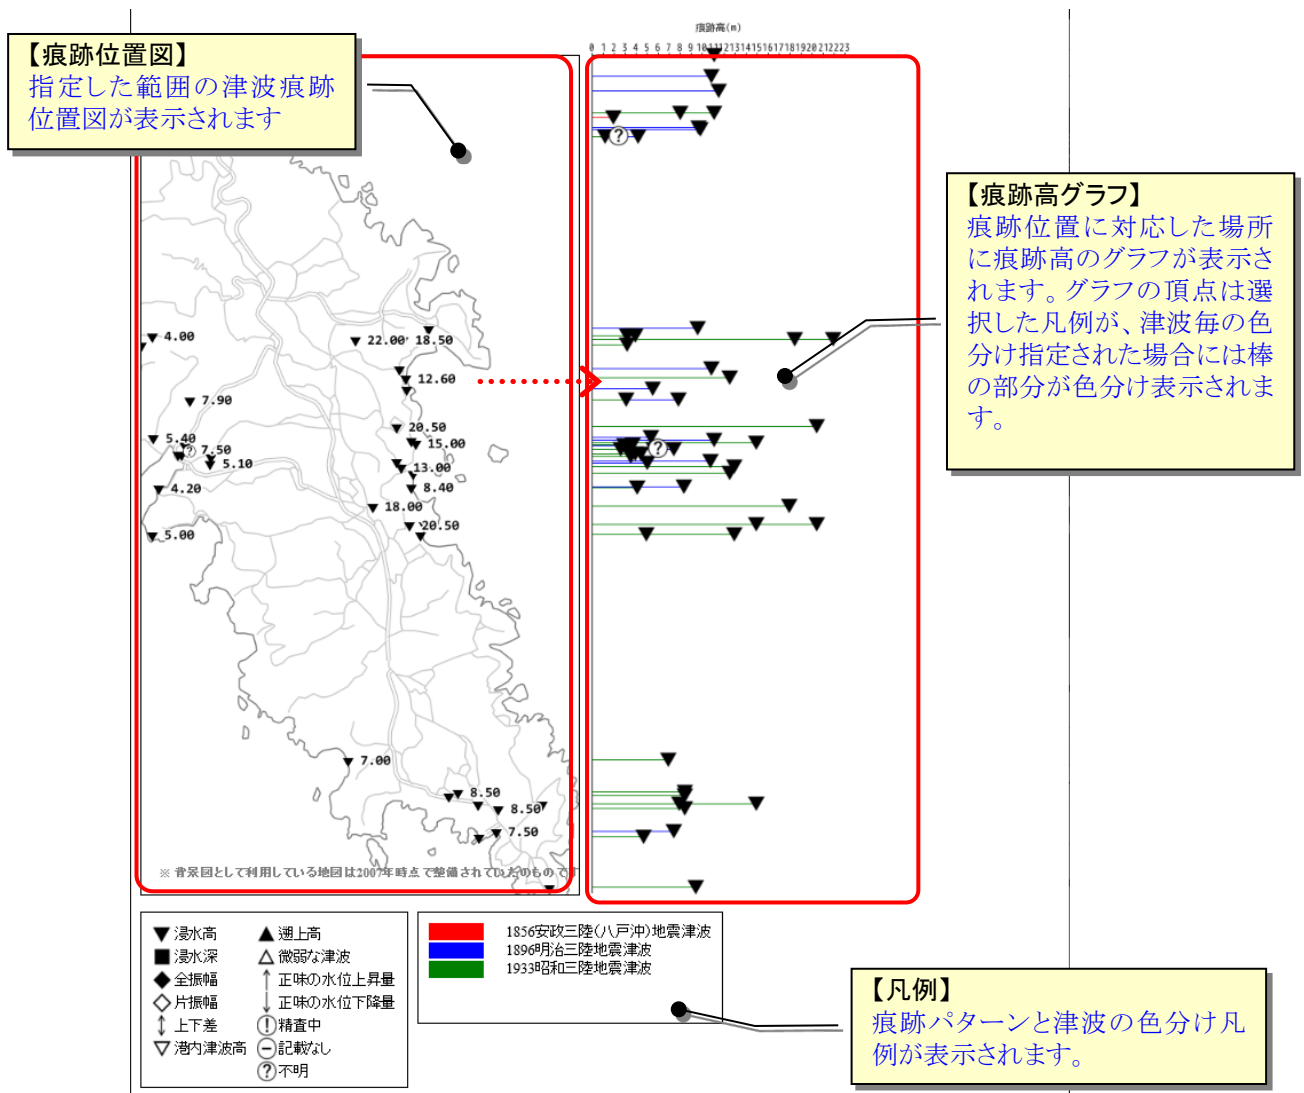 痕跡高(m)
0 1 2 3 4 5 6 7 8 9 10 11 12 13 14 15 16 17 18 19 20 21 22 23
【痕跡位置図】
指定した範囲の津波痕跡
位置図が表示されます
【痕跡高グラフ】
痕跡位置に対応した場所
に痕跡高のグラフが表示さ
れます。グラフの頂点は選
択した凡例が、津波毎の色
分け指定された場合には棒
の部分が色分け表示されま
す。
4.00
22.00
18.50
12.60
7.90
20.50
5.40
15.00
7.50
5.10
13.00
4.20
8.40
18.00
20.50
5.00
7.00
8.50
8.50
7.50
※ 背景図として利用している地図は2007年時点で整備されていたのものです
浸水高
遡上高
浸水深
微弱な津波
全振幅
正味の水位上昇量
片振幅
正味の水位下降量
上下差
精査中
港内津波高
記載なし
不明
1856安政三陸(八戸沖)地震津波
1896明治三陸地震津波
1933昭和三陸地震津波
【凡例】
痕跡パターンと津波の色分け凡
例が表示されます。